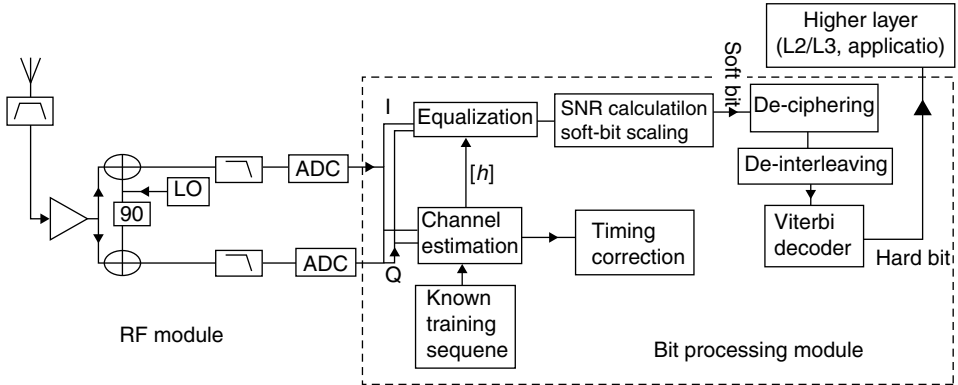 Higher layer
(L2/L3, applicatio)
Soft bit
I
Equalization
SNR calculatilon
soft-bit scaling
De-ciphering
ADC
LO
90
[h]
De-interleaving
Channel
estimation
Timing
correction
Viterbi
decoder
Hard bit
ADC
Q
Known
training
sequene
RF module
Bit processing module